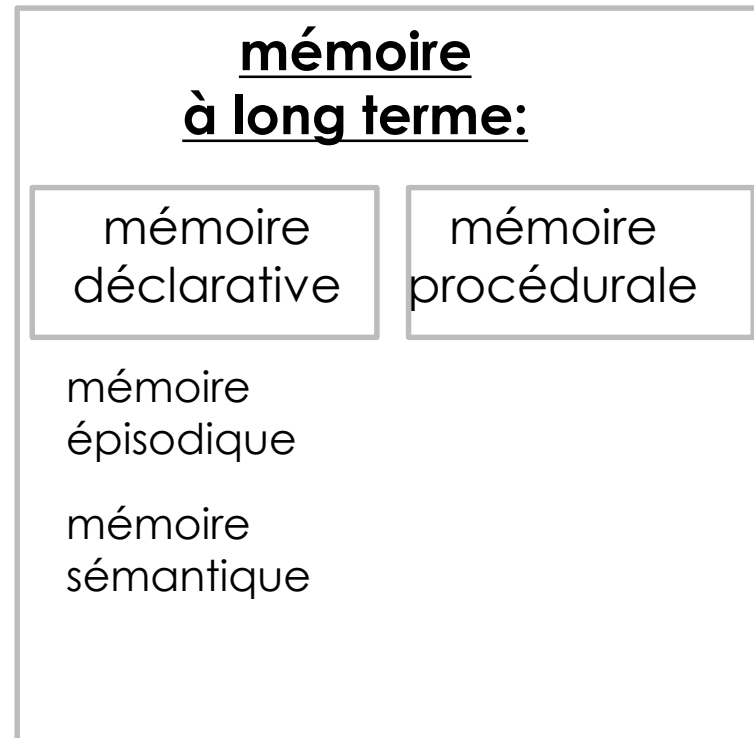 mémoire
à long terme:
mémoire
déclarative
mémoire
procédurale
mémoire
épisodique
mémoire
sémantique